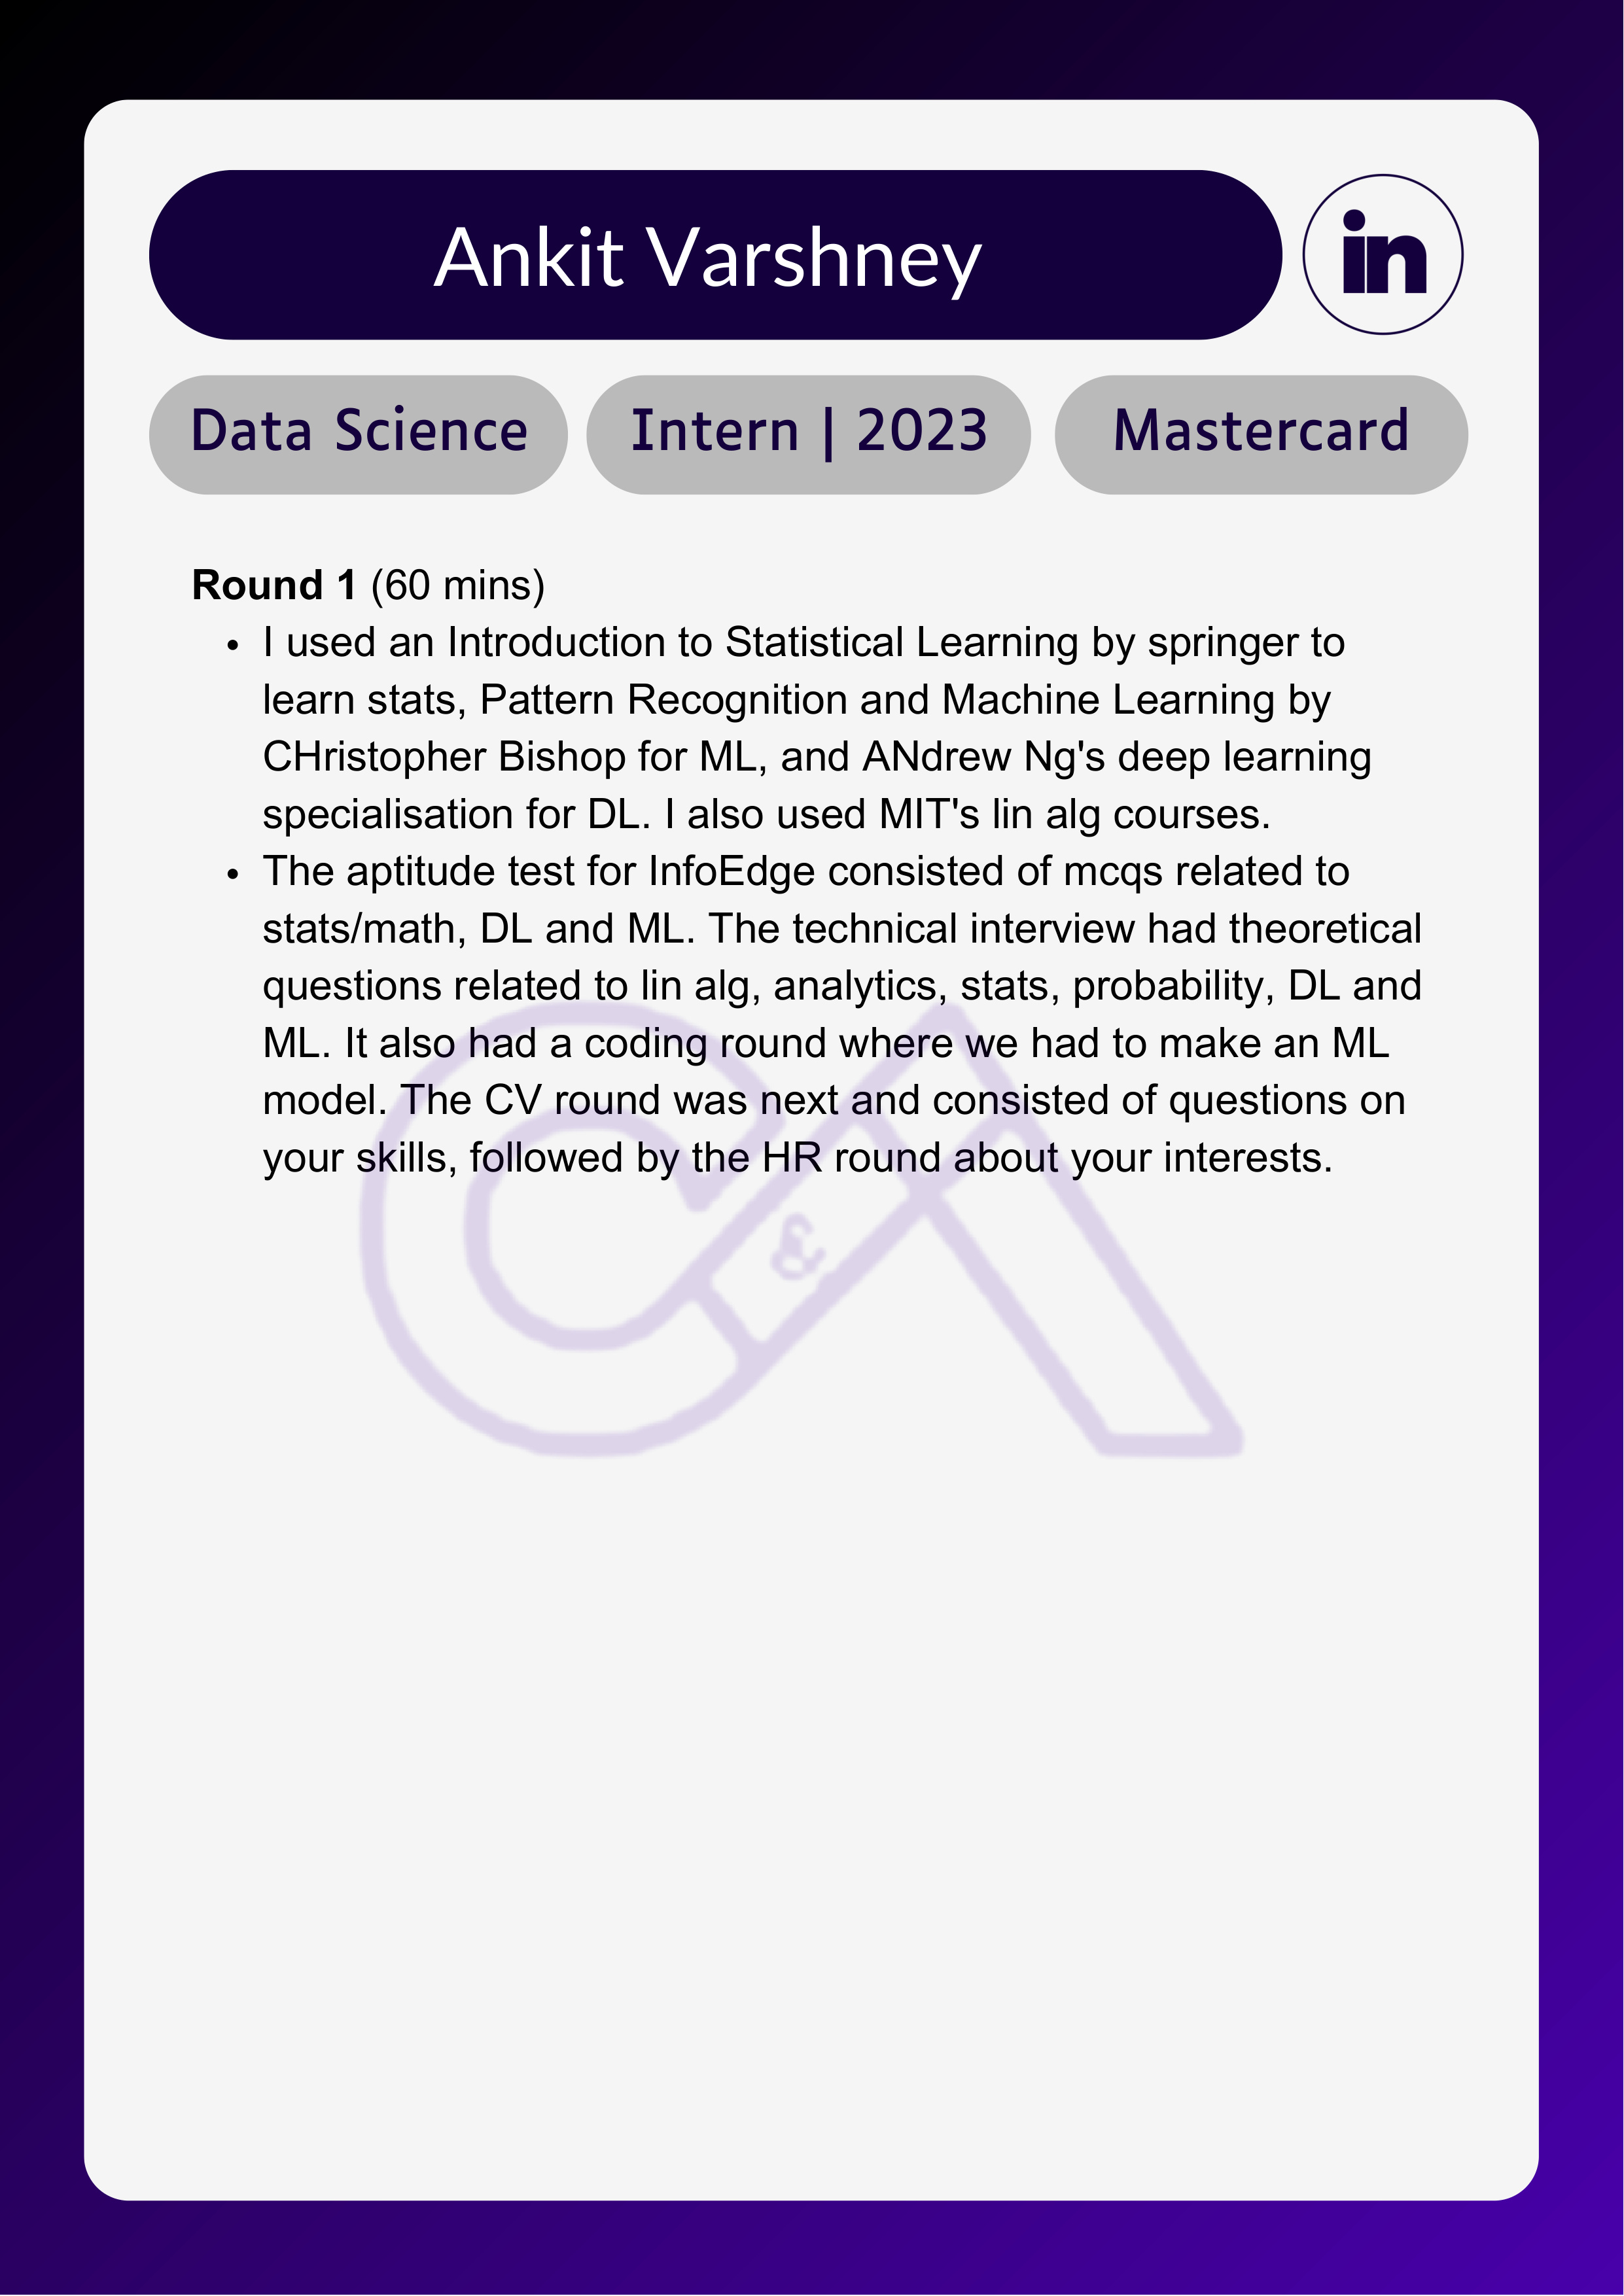 Ankit Varshney
in
Data Science
Intern | 2023
Mastercard
Round 1 (60 mins)
• I used an Introduction to Statistical Learning by springer to
learn stats, Pattern Recognition and Machine Learning by
CHristopher Bishop for ML, and ANdrew Ng's deep learning
specialisation for DL. I also used MIT's lin alg courses.
• The aptitude test for InfoEdge consisted of mcqs related to
stats/math, DL and ML. The technical interview had theoretical
questions related to lin alg, analytics, stats, probability, DL and
ML. It also had a coding round where we had to make an ML
model. The CV round was next and consisted of questions on
your skills, followed by the HR round about your interests.
C&A